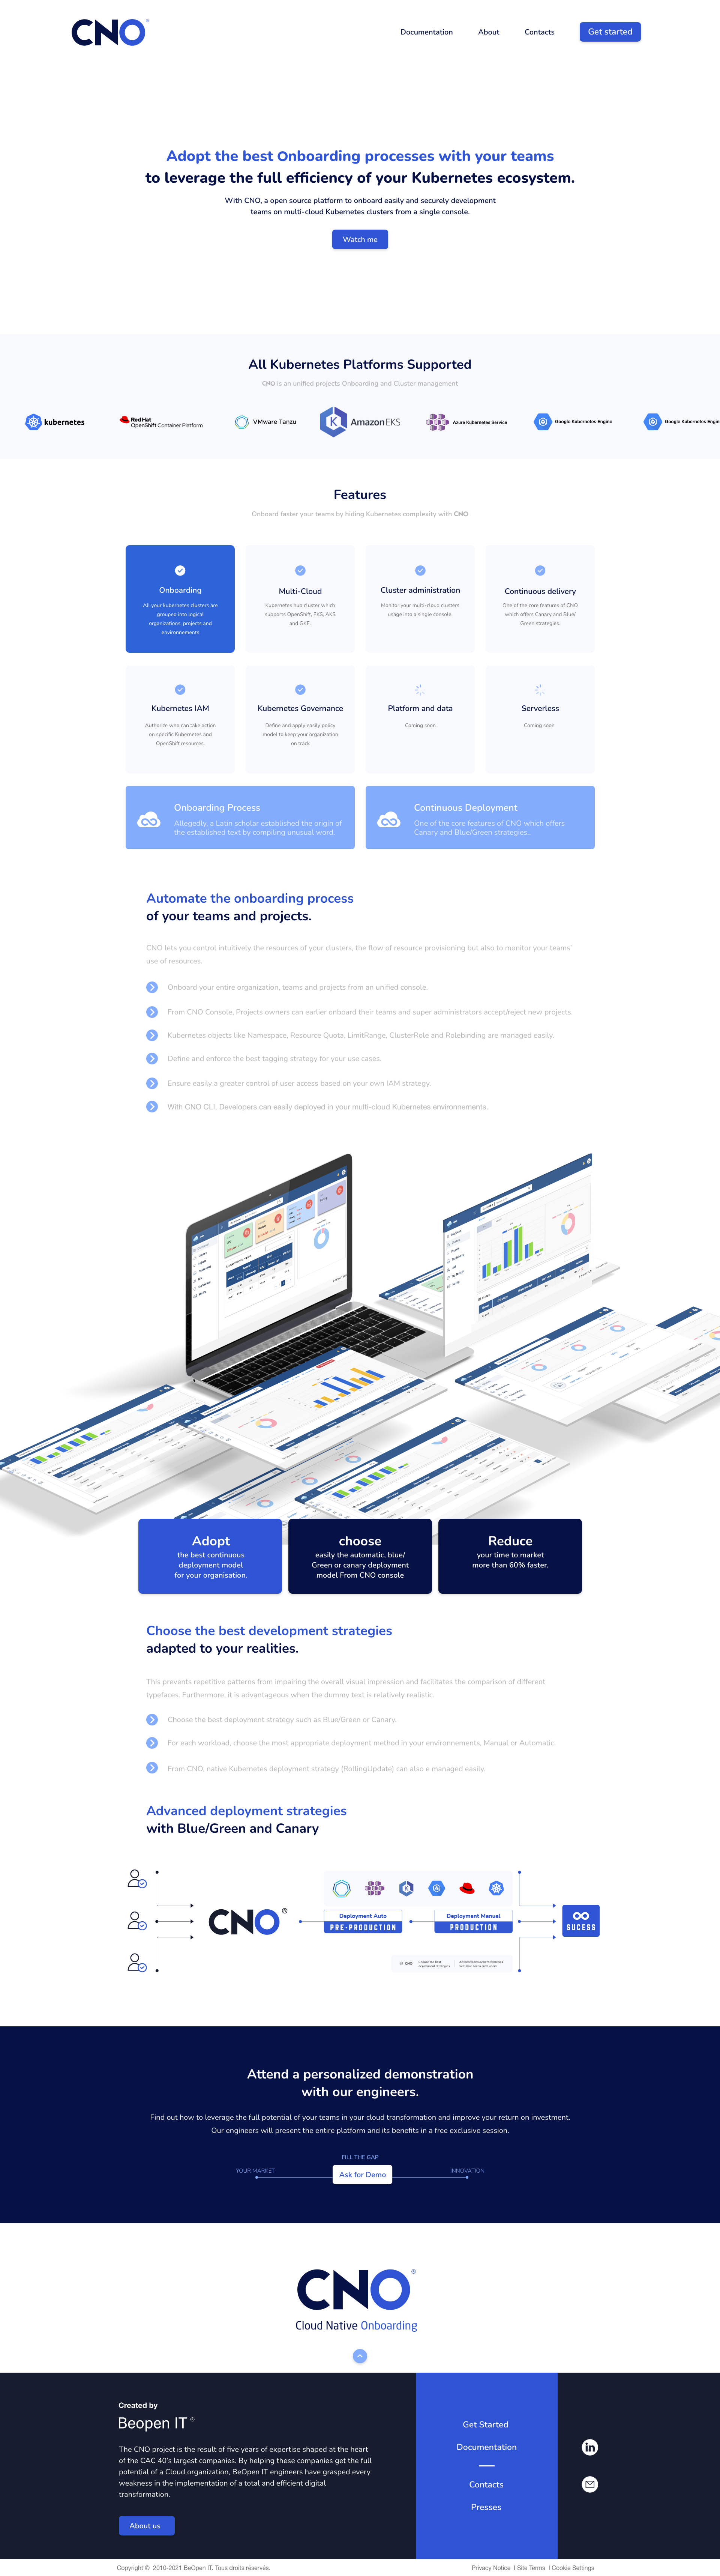 CNO®
Documentation
About
Contacts
Get started
Adopt the best Onboarding processes with your teams
to leverage the full efficiency of your Kubernetes ecosystem.
With CNO, a open source platform to onboard easily and securely development
teams on multi-cloud Kubernetes clusters from a single console.
Watch me
All Kubernetes Platforms Supported
CNO is an unified projects Onboarding and Cluster management
kubernetes
Red Hat
OpenShift Container Platform
VMware Tanzu
Amazon EKS
Azure Kubernetes Service
Google Kubernetes Engine
Google Kubernetes Engin
Features
Onboard faster your teams by hiding Kubernetes complexity with CNO
Onboarding
All your kubernetes clusters are
grouped into logical
organizations, projects and
environnements
Multi-Cloud
Kubernetes hub cluster which
supports OpenShift, EKS, AKS
and GKE.
Cluster administration
Monitor your multi-cloud clusters
usage into a single console.
Continuous delivery
One of the core features of CNO
which offers Canary and Blue/
Green strategies.
Kubernetes IAM
Authorize who can take action
on specific Kubernetes and
OpenShift resources.
Kubernetes Governance
Define and apply easily policy
model to keep your organization
on track
Platform and data
Coming soon
Serverless
Coming soon
Onboarding Process
Allegedly, a Latin scholar established the origin of
the established text by compiling unusual word.
Continuous Deployment
One of the core features of CNO which offers
Canary and Blue/Green strategies.
Automate the onboarding process
of your teams and projects.
CNO lets you control intuitively the resources of your clusters, the flow of resource provisioning but also to monitor your teams'
use of resources.
Onboard your entire organization, teams and projects from an unified console.
From CNO Console, Projects owners can earlier onboard their teams and super administrators accept/reject new projects.
Kubernetes objects like Namespace, Resource Quota, LimitRange, ClusterRole and Rolebinding are managed easily.
Define and enforce the best tagging strategy for your use cases.
Ensure easily a greater control of user access based on your own IAM strategy.
With CNO CLI, Developers can easily deployed in your multi-cloud Kubernetes environnements.
Adopt
the best continuous
deployment model
for your organisation.
choose
easily the automatic, blue/
Green or canary deployment
model From CNO console
Reduce
your time to market
more than 60% faster.
Choose the best development strategies
adapted to your realities.
This prevents repetitive patterns from impairing the overall visual impression and facilitates the comparison of different
typefaces. Furthermore, it is advantageous when the dummy text is relatively realistic.
Choose the best deployment strategy such as Blue/Green or Canary.
For each workload, choose the most appropriate deployment method in your environnements, Manual or Automatic.
From CNO, native Kubernetes deployment strategy (RollingUpdate) can also e managed easily.
Advanced deployment strategies
with Blue/Green and Canary
CNO®
Deployment Auto
PRE-PRODUCTION
Deployment Manuel
PRODUCTION
SUCESS
CNO
Choose the best
deployment strategies
Advanced deployment strategies
with Blue Green and Canary
Attend a personalized demonstration
with our engineers.
Find out how to leverage the full potential of your teams in your cloud transformation and improve your return on investment.
Our engineers will present the entire platform and its benefits in a free exclusive session.
FILL THE GAP
YOUR MARKET
Ask for Demo
INNOVATION
CNO®
Cloud Native Onboarding
Created by
Beopen IT ®
The CNO project is the result of five years of expertise shaped at the heart
of the CAC 40's largest companies. By helping these companies get the full
potential of a Cloud organization, BeOpen IT engineers have grasped every
weakness in the implementation of a total and efficient digital
transformation.
About us
Get Started
Documentation
Contacts
Presses
in
Copyright © 2010-2021 BeOpen IT. Tous droits réservés.
Privacy Notice | Site Terms | Cookie Settings